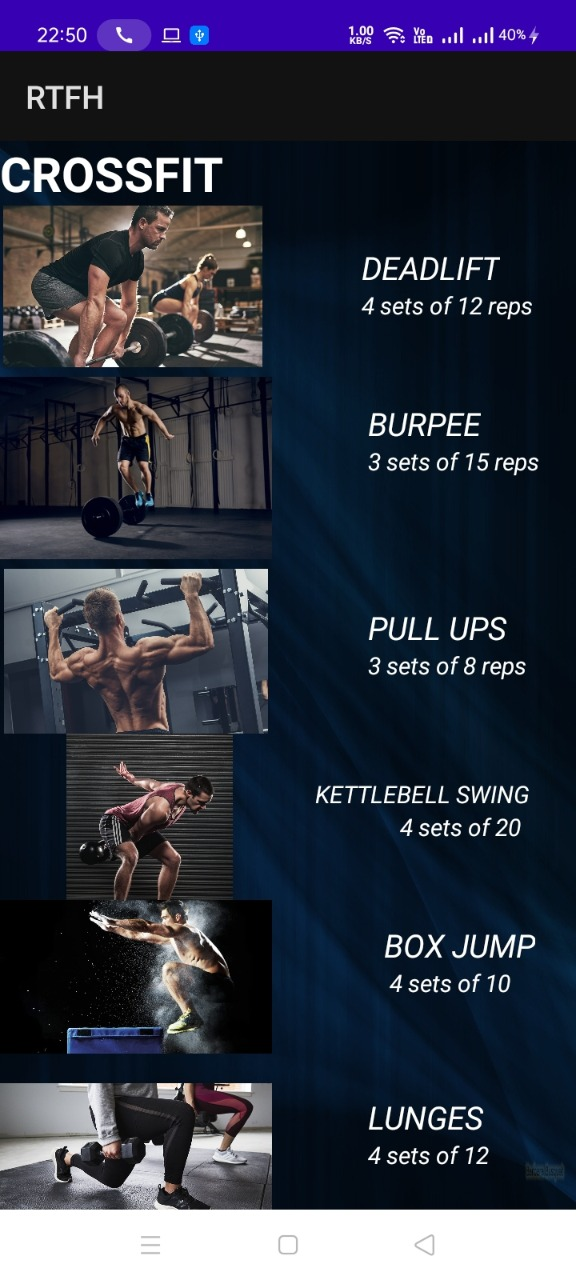 22:50
1.00 KB/S
Vo LTED
40%
RTFH
CROSSFIT
DEADLIFT
4 sets of 12 reps
BURPEE
3 sets of 15 reps
PULL UPS
3 sets of 8 reps
KETTLEBELL SWING
4 sets of 20
BOX JUMP
4 sets of 10
LUNGES
4 sets of 12